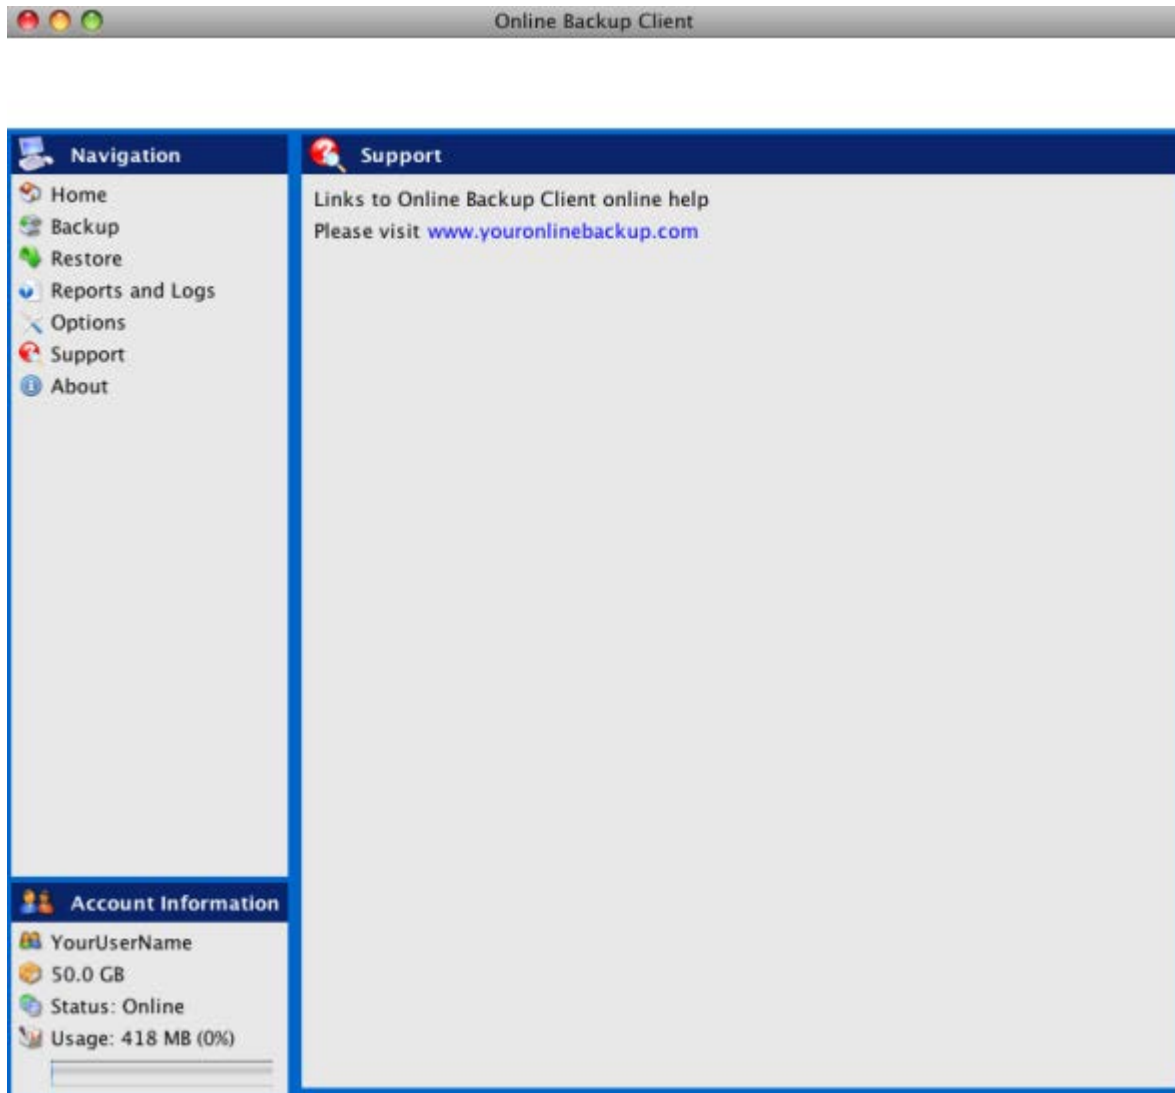 Online Backup Client
Navigation
Home
Backup
Restore
Reports and Logs
Options
Support
About
Support
Links to Online Backup Client online help
Please visit www.youronlinebackup.com
Account Information
YourUserName
50.0 GB
Status: Online
Usage: 418 MB (0%)